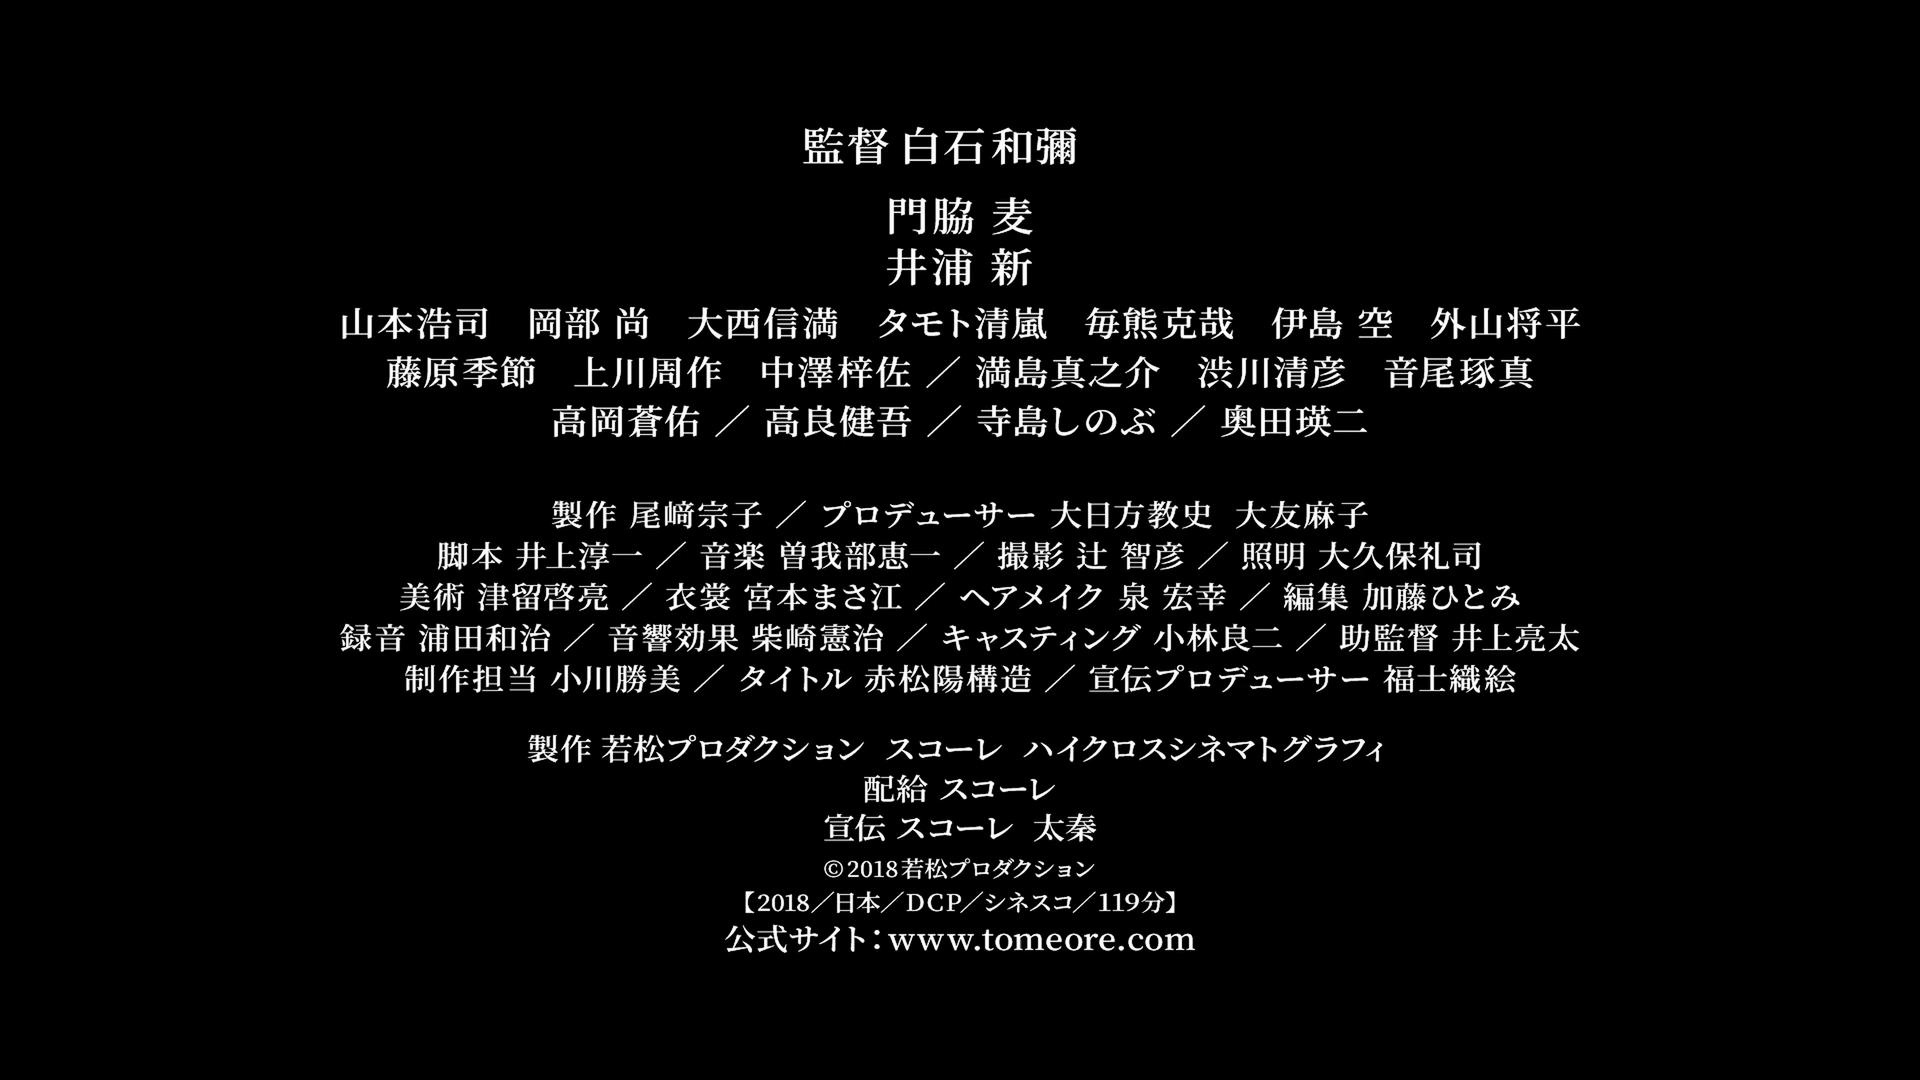 監督 白石和彌
門脇 麦
井浦 新
山本浩司　岡部 尚　大西信満　タモト清嵐　毎熊克哉　伊島 空　外山将平
藤原季節　上川周作　中澤梓佐 ／ 満島真之介　渋川清彦　音尾琢真
高岡蒼佑 ／ 高良健吾 ／ 寺島しのぶ ／ 奥田瑛二
製作 尾﨑宗子 ／ プロデューサー 大日方教史　大友麻子
脚本 井上淳一 ／ 音楽 曽我部恵一 ／ 撮影 辻 智彦 ／ 照明 大久保礼司
美術 津留啓亮 ／ 衣裳 宮本まさ江 ／ ヘアメイク 泉 宏幸 ／ 編集 加藤ひとみ
録音 浦田和治 ／ 音響効果 柴崎憲治 ／ キャスティング 小林良二 ／ 助監督 井上亮太
制作担当 小川勝美 ／ タイトル 赤松陽構造 ／ 宣伝プロデューサー 福士織絵
製作 若松プロダクション　スコーレ　ハイクロスシネマトグラフィ
配給 スコーレ
宣伝 スコーレ　太秦
©2018若松プロダクション
【2018／日本／DCP／シネスコ／119分】
公式サイト：www.tomeore.com